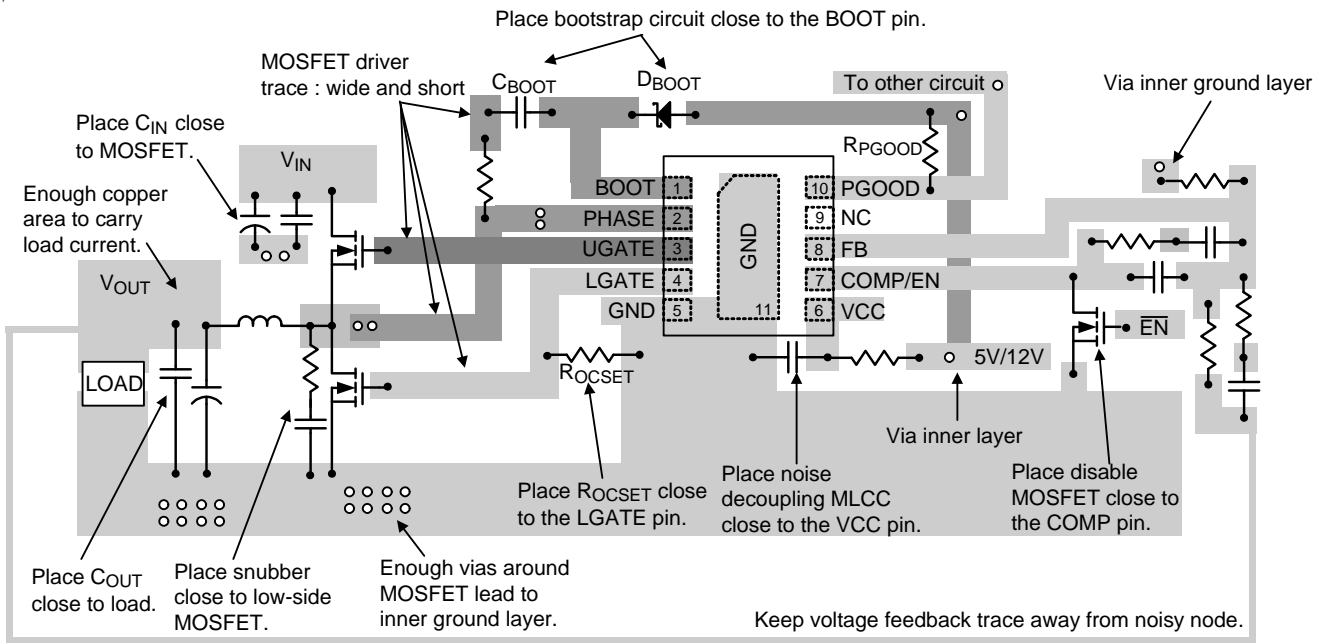 Place bootstrap circuit close to the BOOT pin.
MOSFET driver
trace : wide and short
CBOOT
DBOOT
To other circuit
Via inner ground layer
Place CIN close
to MOSFET.
VIN
RPGOOD
Enough copper
area to carry
load current.
BOOT 1
PHASE 2
UGATE 3
LGATE 4
GND 5
GND
11
10 PGOOD
9 NC
8 FB
7 COMP/EN
6 VCC
VOUT
EN
LOAD
ROCSET
5V/12V
Via inner layer
Place ROCSET close
to the LGATE pin.
Place noise
decoupling MLCC
close to the VCC pin.
Place disable
MOSFET close to
the COMP pin.
Place COUT
close to load.
Place snubber
close to low-side
MOSFET.
Enough vias around
MOSFET lead to
inner ground layer.
Keep voltage feedback trace away from noisy node.